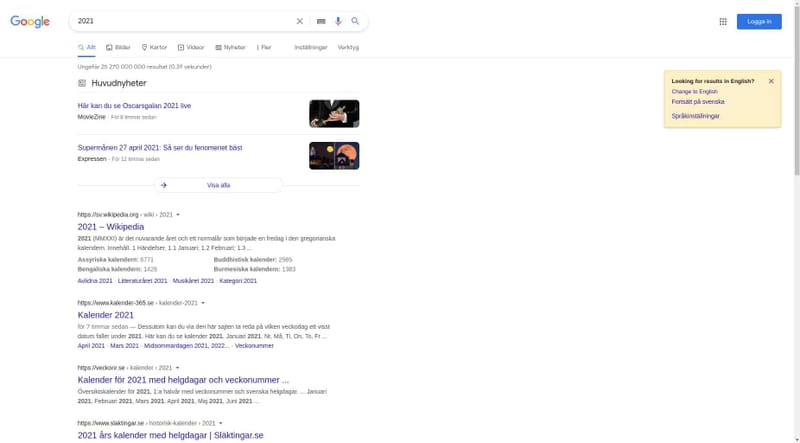 Google
2021
Logga in
Allt Bilder Kartor Videor Nyheter Fler Inställningar Verktyg
Ungefär 25 270 000 000 resultat (0,39 sekunder)
Huvudnyheter
Här kan du se Oscarsgalan 2021 live
MovieZine · För 8 timmar sedan
Supermånen 27 april 2021: Så ser du fenomenet bäst
Expressen · För 12 timmar sedan
Visa alla
https://sv.wikipedia.org › wiki › 2021
2021 – Wikipedia
2021 (MMXXI) är det nuvarande året och ett normalår som började en fredag i den gregorianska
kalendern. Innehåll. 1 Händelser, 1.1 Januari; 1.2 Februari; 1.3 ...
Assyriska kalendern: 6771 Buddhistisk kalender: 2565
Bengaliska kalendern: 1428 Burmesiska kalendern: 1383
Avlidna 2021 · Litteraturåret 2021 · Musikåret 2021 · Kategori 2021
https://www.kalender-365.se › kalender-2021
Kalender 2021
för 7 timmar sedan — Dessutom kan du via den här sajten ta reda på vilken veckodag ett visst
datum faller under 2021. Här kan du se kalender 2021. Januari 2021. Nr, Må, Ti, On, To, Fr ...
April 2021 · Mars 2021 · Midsommardagen 2021, 2022... · Veckonummer
https://veckonr.se › kalender › 2021
Kalender för 2021 med helgdagar och veckonummer ...
Översiktskalender för 2021, 1:a halvår med veckonummer och svenska helgdagar. ... Januari
2021. Februari 2021, Mars 2021. April 2021, Maj 2021, Juni 2021 ...
https://www.slaktingar.se › historisk-kalender › 2021
2021 års kalender med helgdagar | Släktingar.se
Looking for results in English?
Change to English
Fortsätt på svenska
Språkinställningar